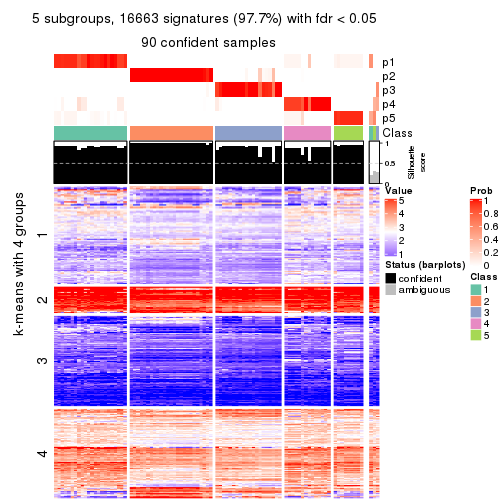 5 subgroups, 16663 signatures (97.7%) with fdr < 0.05
90 confident samples
p1
p2
p3
p4
p5
Class
1
0.5
0
Silhouette
score
k-means with 4 groups
1
2
3
4
Value
5
4
3
2
1
Prob
1
0.8
0.6
0.4
0.2
0
Status (barplots)
confident
ambiguous
Class
1
2
3
4
5